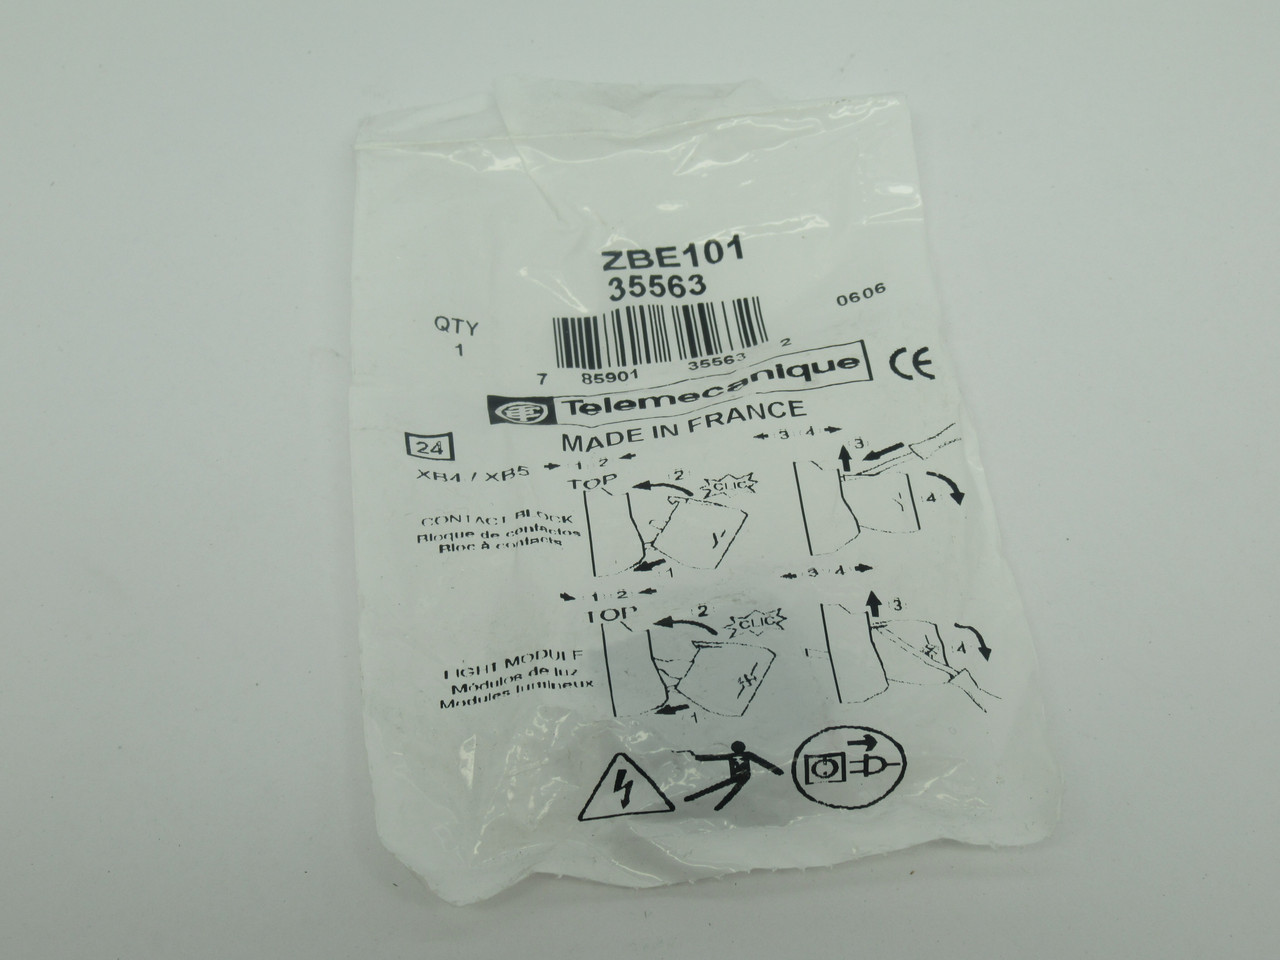 ZBE101
35563
0606
QTY
1
7 85901 35563 2
Telemecanique
CE
MADE IN FRANCE
24
XB4 / XB5
1 2
TOP
2
CLIC
1
3 4
3
4
CONTACT BLOCK
Bloque de contactos
Bloc à contacts
1 2
TOP
2
CLIC
1
3 4
3
4
LIGHT MODULE
Módulos de luz
Modules lumineux